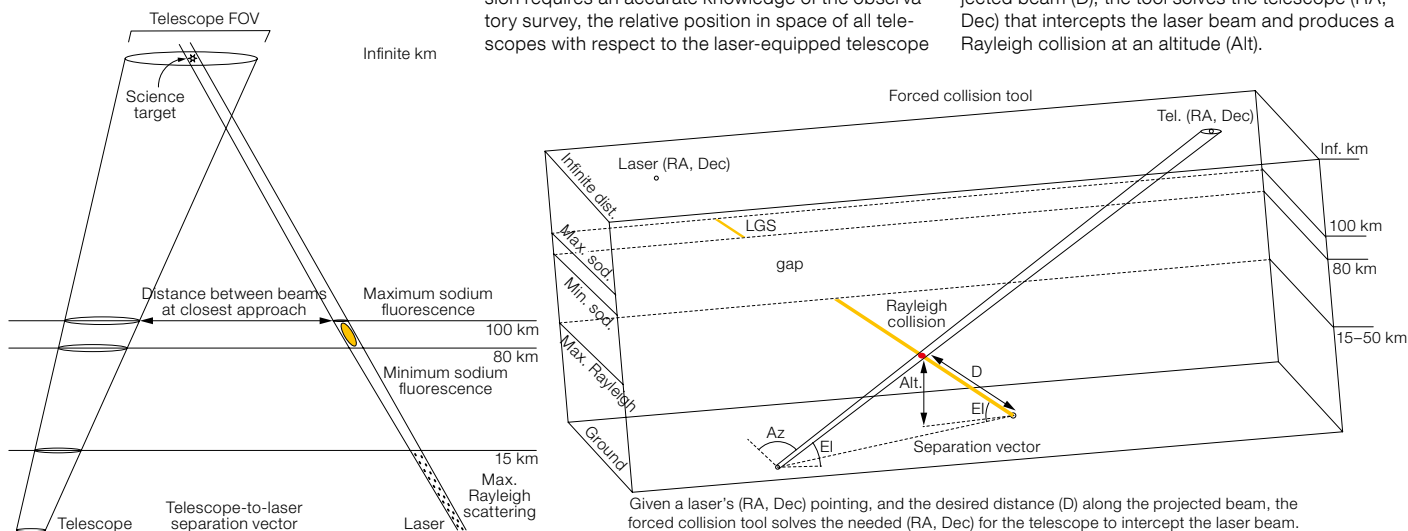 sion requires an accurate knowledge of the observa-
tory survey, the relative position in space of all tele-
scopes with respect to the laser-equipped telescope
jected beam (D), the tool solves the telescope (RA,
Dec) that intercepts the laser beam and produces a
Rayleigh collision at an altitude (Alt).
Telescope FOV
Infinite km
Science
target
Distance between beams
at closest approach
Maximum sodium
fluorescence
100 km
80 km
Minimum sodium
fluorescence
15 km
Max.
Rayleigh
scattering
Telescope
Telescope-to-laser
separation vector
Laser
Forced collision tool
Tel. (RA, Dec)
Laser (RA, Dec)
Inf. km
Infinite dist.
LGS
100 km
Max. sod.
gap
80 km
Min. sod.
Rayleigh
collision
15–50 km
Max. Rayleigh
Alt.
D
El
Az
El
Separation vector
Ground
Given a laser's (RA, Dec) pointing, and the desired distance (D) along the projected beam, the
forced collision tool solves the needed (RA, Dec) for the telescope to intercept the laser beam.